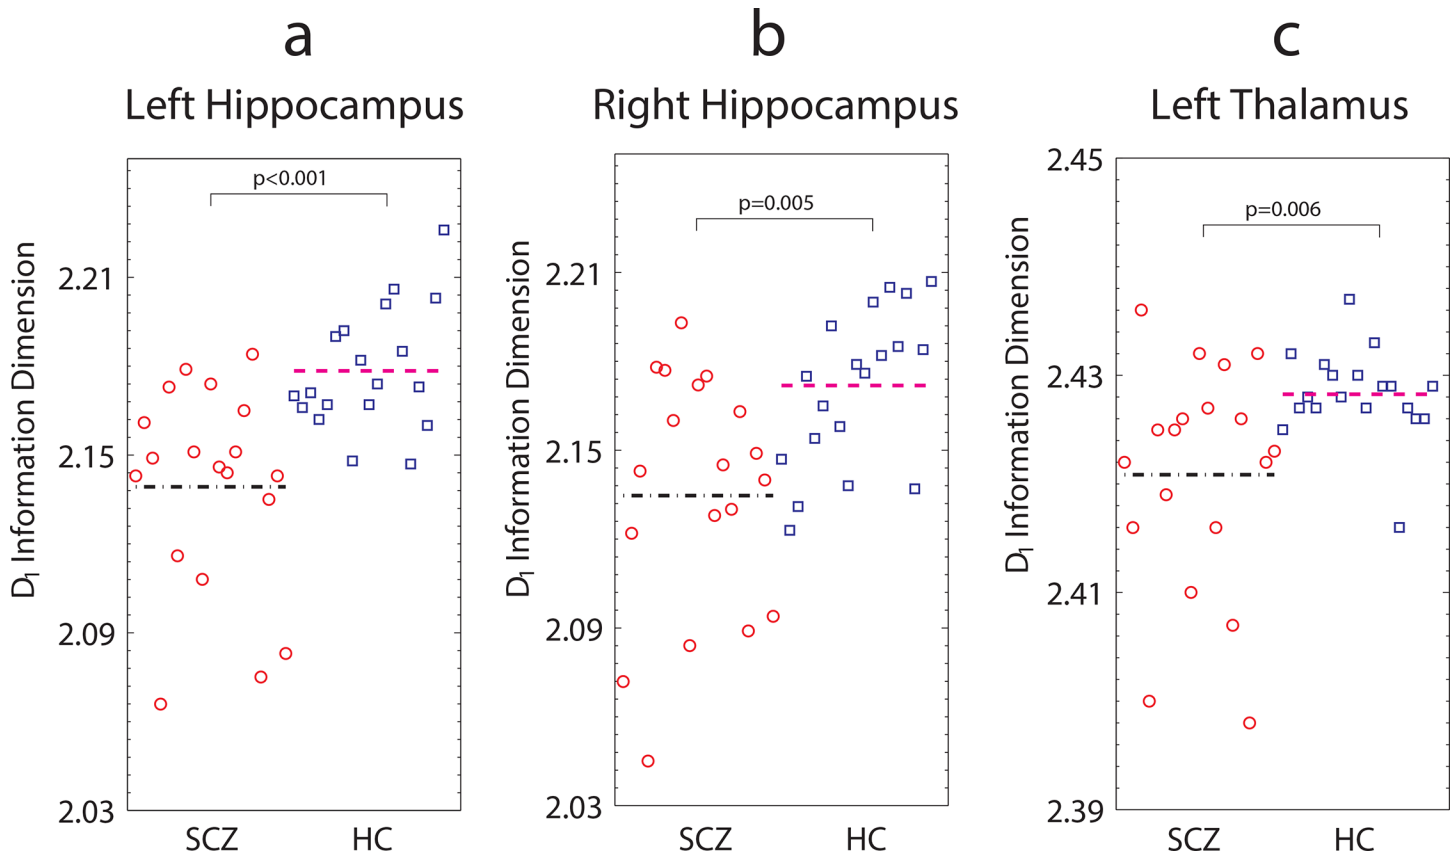 a
Left Hippocampus
p<0.001
D1 Information Dimension
2.21
2.15
2.09
2.03
SCZ HC
b
Right Hippocampus
p=0.005
D1 Information Dimension
2.21
2.15
2.09
2.03
SCZ HC
c
Left Thalamus
p=0.006
D1 Information Dimension
2.45
2.43
2.41
2.39
SCZ HC